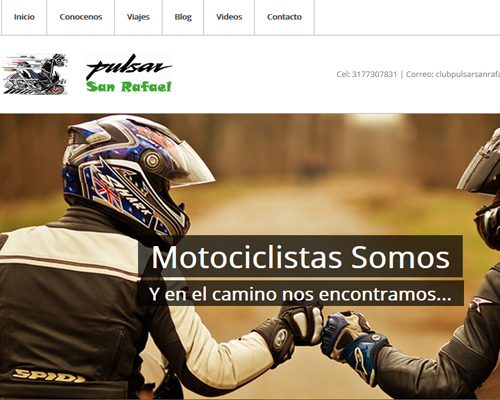 Inicio Conocenos Viajes Blog Videos Contacto
pulsar
San Rafael
Cel: 3177307831 | Correo: clubpulsarsanrafa
SHARK
Motociclistas Somos
Y en el camino nos encontramos...
SPIDI